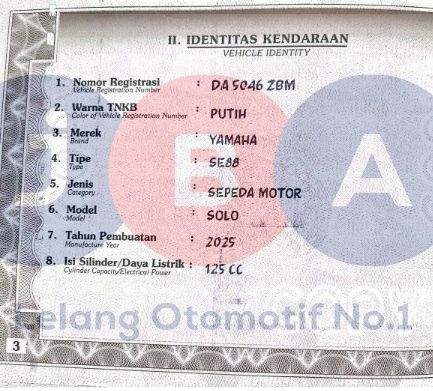 II. IDENTITAS KENDARAAN
VEHICLE IDENTITY
1. Nomor Registrasi : DA 5046 ZBM
Vehicle Registration Number
2. Warna TNKB : PUTIH
Color of Vehicle Registration Number
3. Merek : YAMAHA
Brand
4. Tipe : SE88
Type
5. Jenis : SEPEDA MOTOR
Category
6. Model : SOLO
Model
7. Tahun Pembuatan : 2025
Manufacture Year
8. Isi Silinder/Daya Listrik : 125 CC
Cylinder Capacity/Electrical Power
JBA
Lelang Otomotif No.1
3